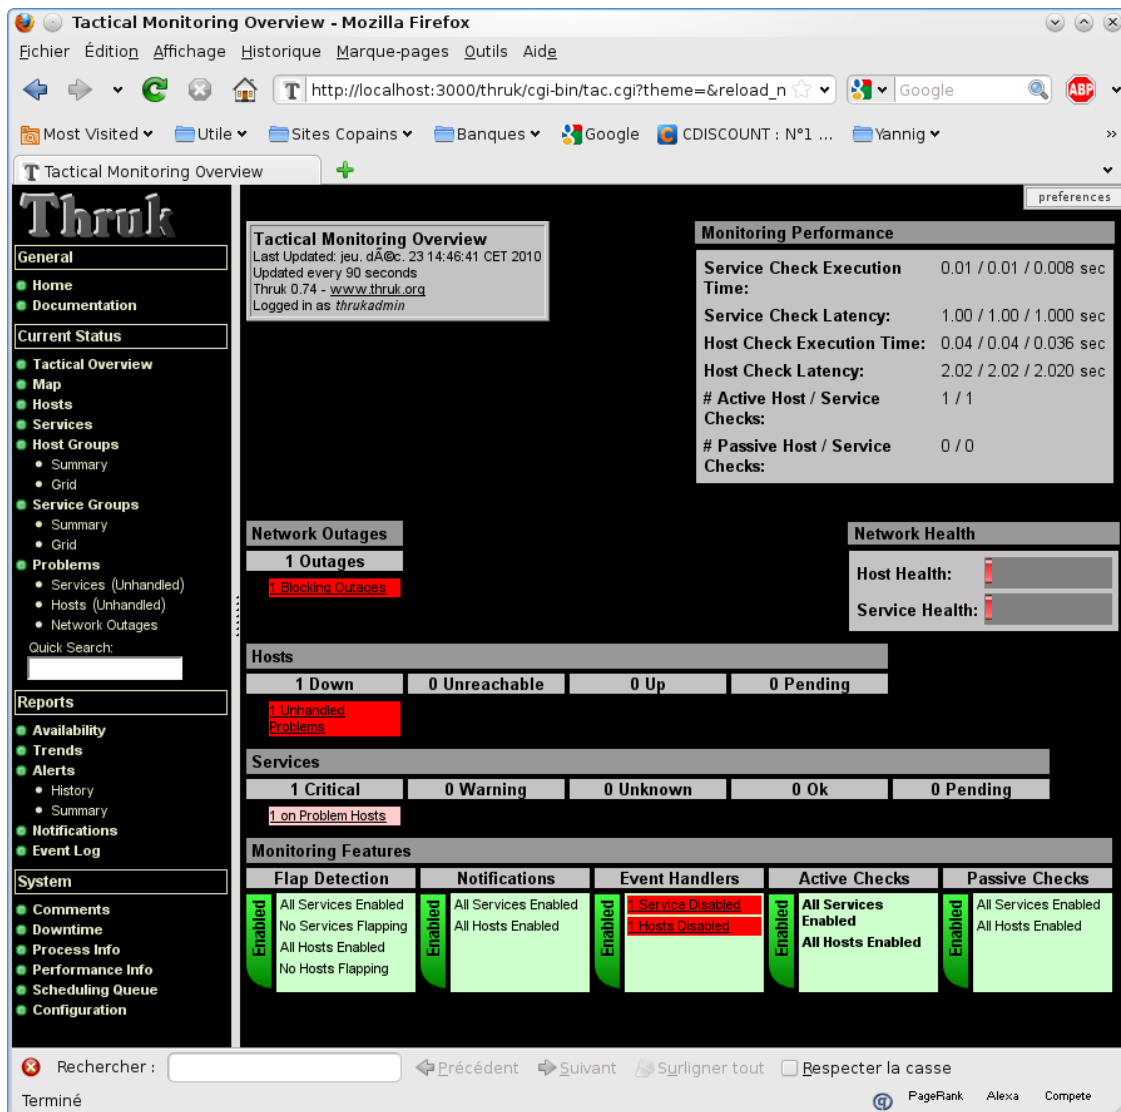 Tactical Monitoring Overview - Mozilla Firefox
Fichier Édition Affichage Historique Marque-pages Outils Aide
http://localhost:3000/thruk/cgi-bin/tac.cgi?theme=&reload_n
Google
ABP
Most Visited Utile Sites Copains Banques Google CDISCOUNT : N°1 ... Yannig »
Tactical Monitoring Overview
Thruk
General
Home
Documentation
Current Status
Tactical Overview
Map
Hosts
Services
Host Groups
Summary
Grid
Service Groups
Summary
Grid
Problems
Services (Unhandled)
Hosts (Unhandled)
Network Outages
Quick Search:
Reports
Availability
Trends
Alerts
History
Summary
Notifications
Event Log
System
Comments
Downtime
Process Info
Performance Info
Scheduling Queue
Configuration
preferences
Tactical Monitoring Overview
Last Updated: jeu. dÃ©c. 23 14:46:41 CET 2010
Updated every 90 seconds
Thruk 0.74 - www.thruk.org
Logged in as thrukadmin
Monitoring Performance
Service Check Execution Time: 0.01 / 0.01 / 0.008 sec
Service Check Latency: 1.00 / 1.00 / 1.000 sec
Host Check Execution Time: 0.04 / 0.04 / 0.036 sec
Host Check Latency: 2.02 / 2.02 / 2.020 sec
# Active Host / Service Checks: 1 / 1
# Passive Host / Service Checks: 0 / 0
Network Outages
1 Outages
1 Blocking Outages
Network Health
Host Health:
Service Health:
Hosts
1 Down 0 Unreachable 0 Up 0 Pending
1 Unhandled Problems
Services
1 Critical 0 Warning 0 Unknown 0 Ok 0 Pending
1 on Problem Hosts
Monitoring Features
Flap Detection Notifications Event Handlers Active Checks Passive Checks
Enabled
All Services Enabled
No Services Flapping
All Hosts Enabled
No Hosts Flapping
Enabled
All Services Enabled
All Hosts Enabled
Enabled
1 Service Disabled
1 Hosts Disabled
Enabled
All Services Enabled
All Hosts Enabled
Enabled
All Services Enabled
All Hosts Enabled
Rechercher : Précédent Suivant Surligner tout Respecter la casse
Terminé PageRank Alexa Compete